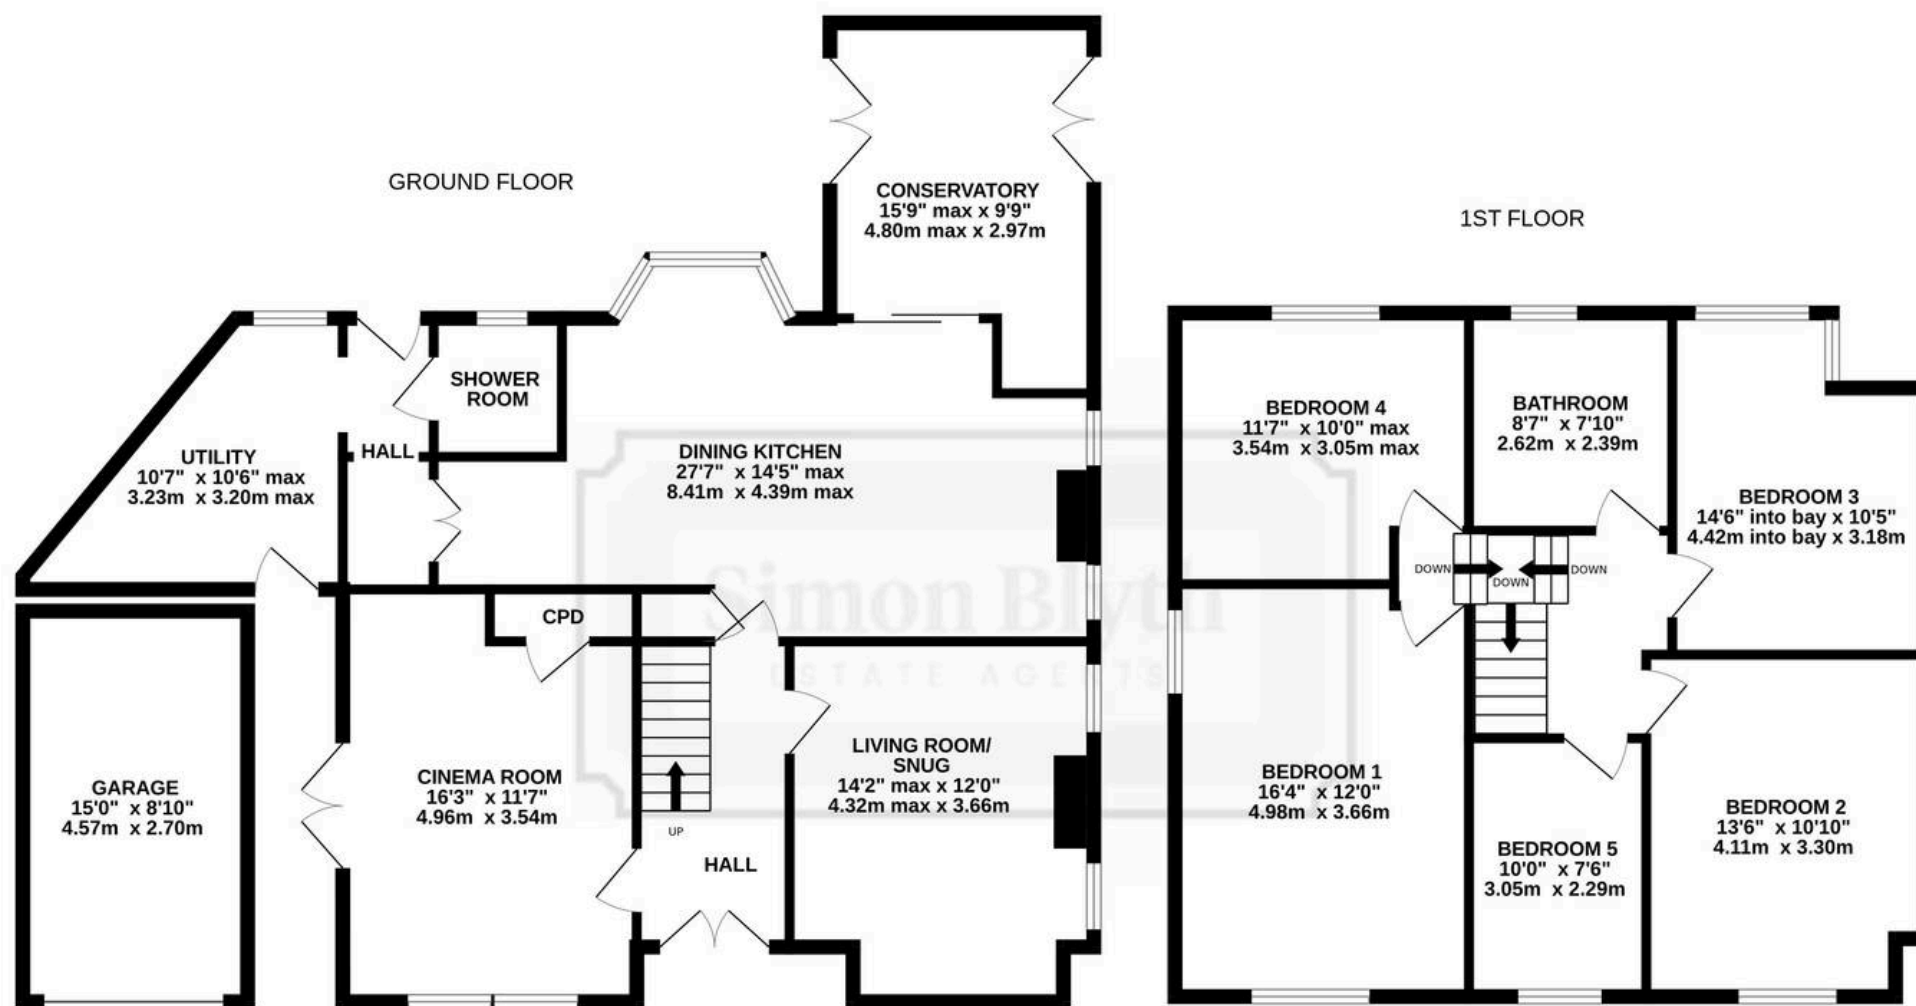 GROUND FLOOR
1ST FLOOR
CONSERVATORY
15'9" max x 9'9"
4.80m max x 2.97m
SHOWER
ROOM
HALL
UTILITY
10'7" x 10'6" max
3.23m x 3.20m max
DINING KITCHEN
27'7" x 14'5" max
8.41m x 4.39m max
CPD
GARAGE
15'0" x 8'10"
4.57m x 2.70m
CINEMA ROOM
16'3" x 11'7"
4.96m x 3.54m
UP
HALL
LIVING ROOM/
SNUG
14'2" max x 12'0"
4.32m max x 3.66m
Simon Blyth
ESTATE AGENTS
BEDROOM 4
11'7" x 10'0" max
3.54m x 3.05m max
BATHROOM
8'7" x 7'10"
2.62m x 2.39m
BEDROOM 3
14'6" into bay x 10'5"
4.42m into bay x 3.18m
DOWN
DOWN
DOWN
BEDROOM 1
16'4" x 12'0"
4.98m x 3.66m
BEDROOM 5
10'0" x 7'6"
3.05m x 2.29m
BEDROOM 2
13'6" x 10'10"
4.11m x 3.30m